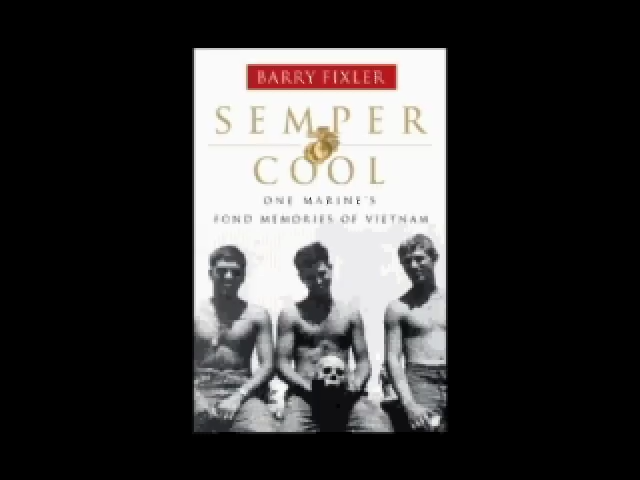 BARRY FIXLER
SEMPER
COOL
ONE MARINE'S
FOND MEMORIES OF VIETNAM